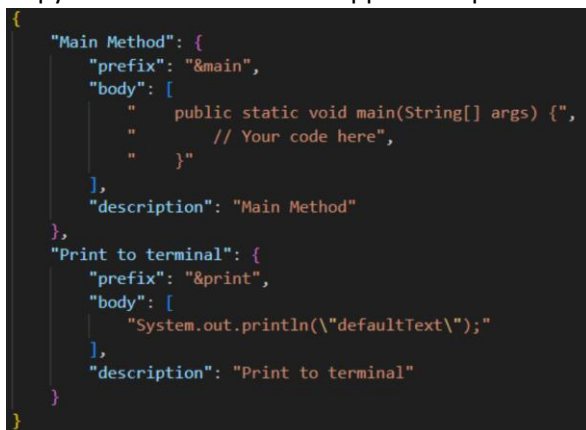 {
    "Main Method": {
        "prefix": "&main",
        "body": [
            "    public static void main(String[] args) {",
            "        // Your code here",
            "    }"
        ],
        "description": "Main Method"
    },
    "Print to terminal": {
        "prefix": "&print",
        "body": [
            "System.out.println(\"defaultText\");"
        ],
        "description": "Print to terminal"
    }
}